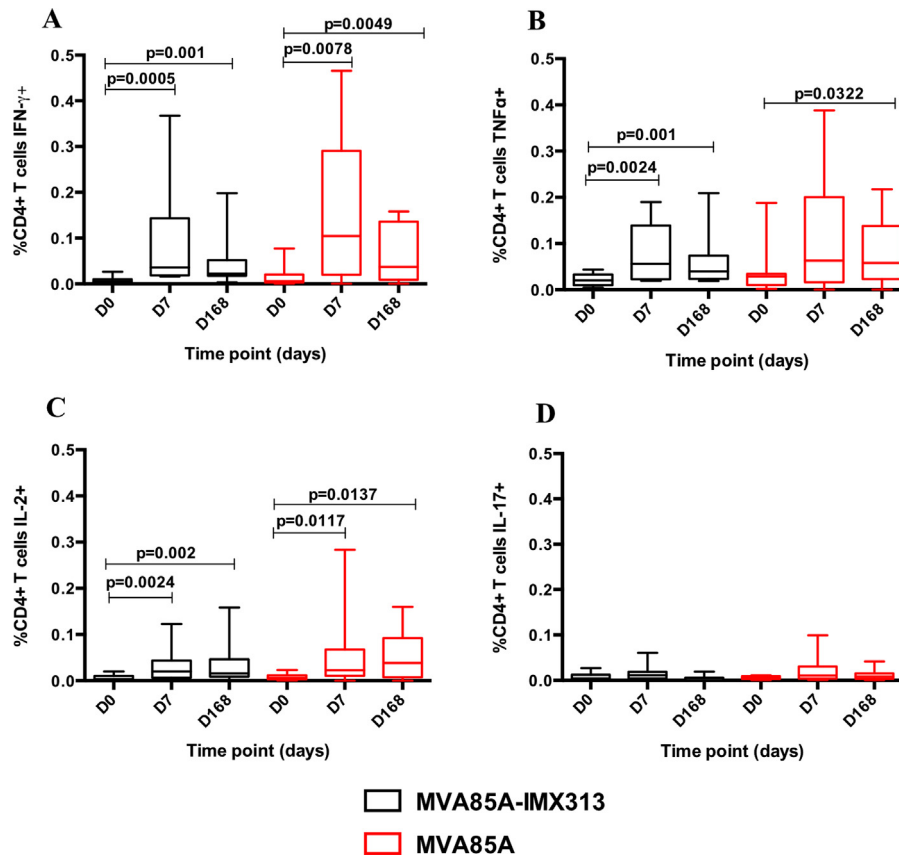 A
p=0.0049
p=0.001
p=0.0078
p=0.0005
%CD4+ T cells IFN-γ+
0.5
0.4
0.3
0.2
0.1
0.0
D0
D7
D168
D0
D7
D168
Time point (days)
B
p=0.0322
p=0.001
p=0.0024
%CD4+ T cells TNFα+
0.5
0.4
0.3
0.2
0.1
0.0
D0
D7
D168
D0
D7
D168
Time point (days)
C
p=0.0137
p=0.0117
p=0.002
p=0.0024
%CD4+ T cells IL-2+
0.5
0.4
0.3
0.2
0.1
0.0
D0
D7
D168
D0
D7
D168
Time point (days)
D
%CD4+ T cells IL-17+
0.5
0.4
0.3
0.2
0.1
0.0
D0
D7
D168
D0
D7
D168
Time point (days)
MVA85A-IMX313
MVA85A